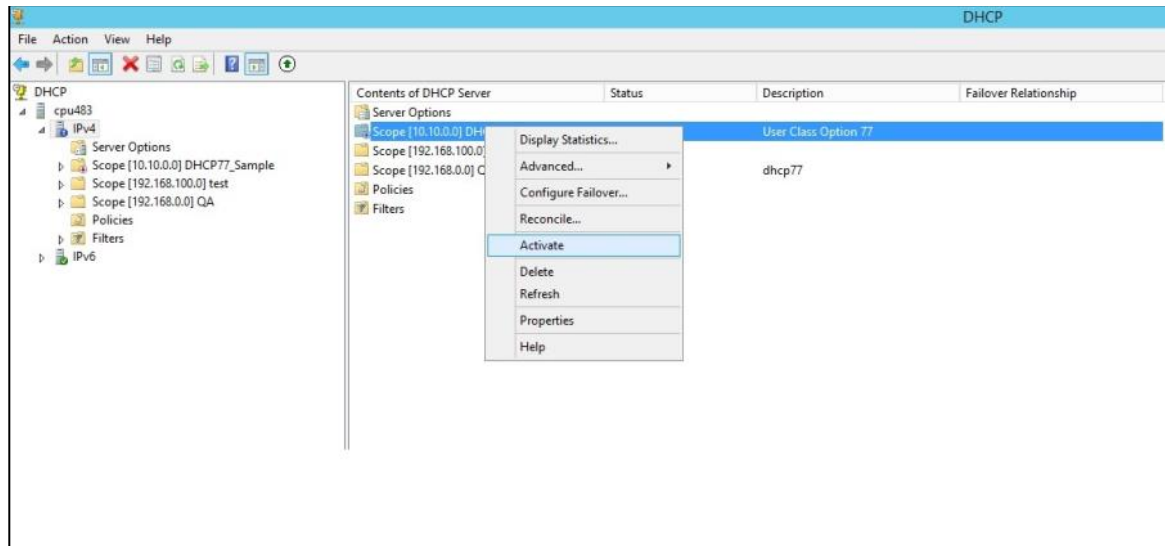 DHCP
File Action View Help
DHCP
cpu483
IPv4
Server Options
Scope [10.10.0.0] DHCP77_Sample
Scope [192.168.100.0] test
Scope [192.168.0.0] QA
Policies
Filters
IPv6
Contents of DHCP Server Status Description Failover Relationship
Server Options
Scope [10.10.0.0] DHC User Class Option 77
Scope [192.168.100.0]
Scope [192.168.0.0] Q dhcp77
Policies
Filters
Display Statistics...
Advanced...
Configure Failover...
Reconcile...
Activate
Delete
Refresh
Properties
Help